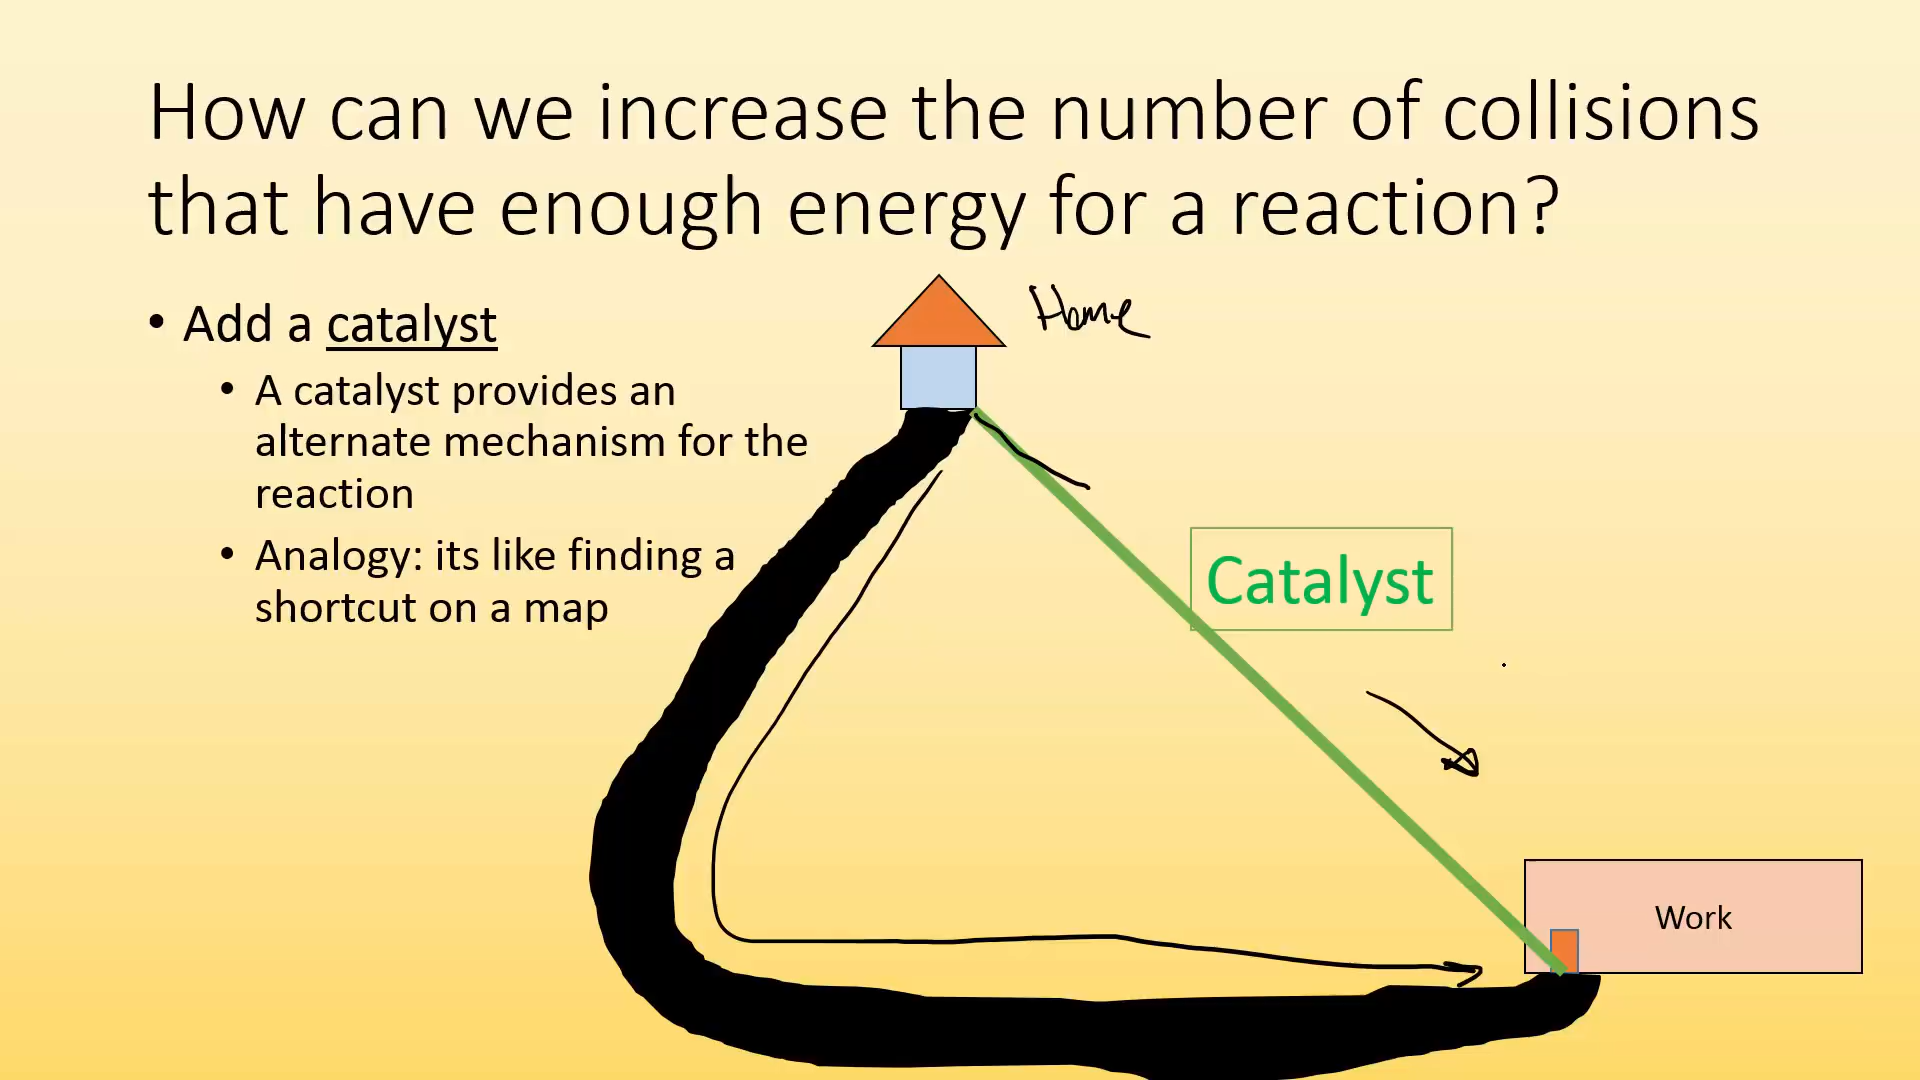 How can we increase the number of collisions
that have enough energy for a reaction?
• Add a catalyst
• A catalyst provides an
alternate mechanism for the
reaction
• Analogy: its like finding a
shortcut on a map
Home
Catalyst
Work